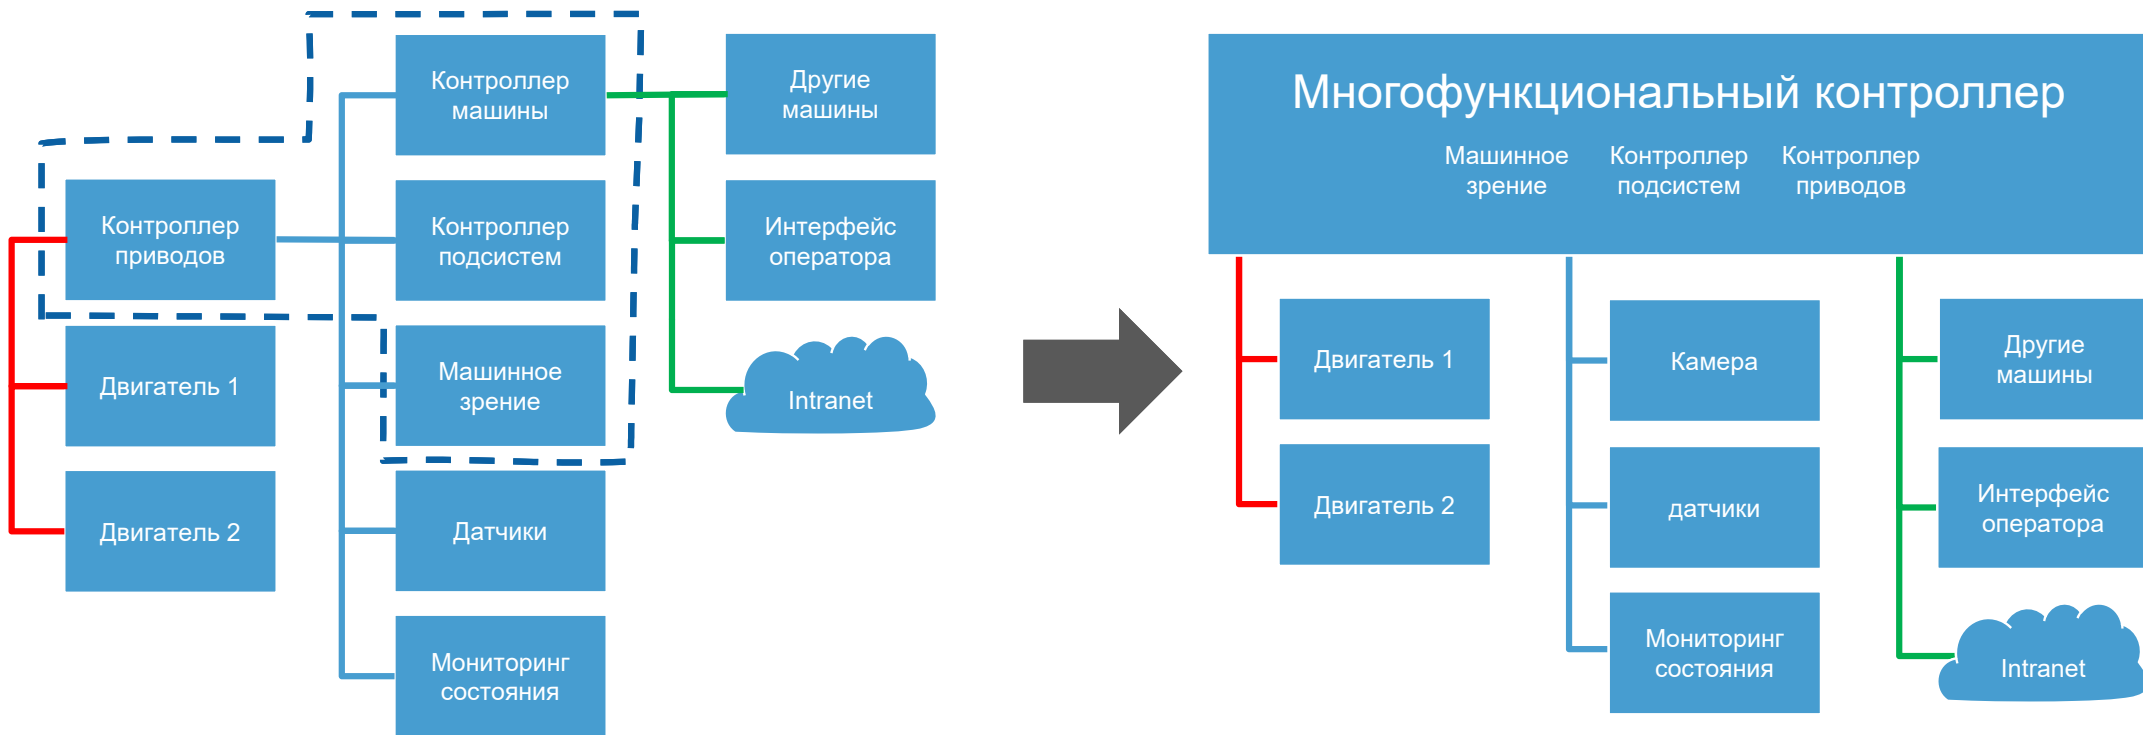 Контроллер
машины
Другие
машины
Контроллер
приводов
Контроллер
подсистем
Интерфейс
оператора
Двигатель 1
Машинное
зрение
Intranet
Двигатель 2
Датчики
Мониторинг
состояния
Многофункциональный контроллер
Машинное
зрение
Контроллер
подсистем
Контроллер
приводов
Двигатель 1
Камера
Другие
машины
Двигатель 2
датчики
Интерфейс
оператора
Мониторинг
состояния
Intranet